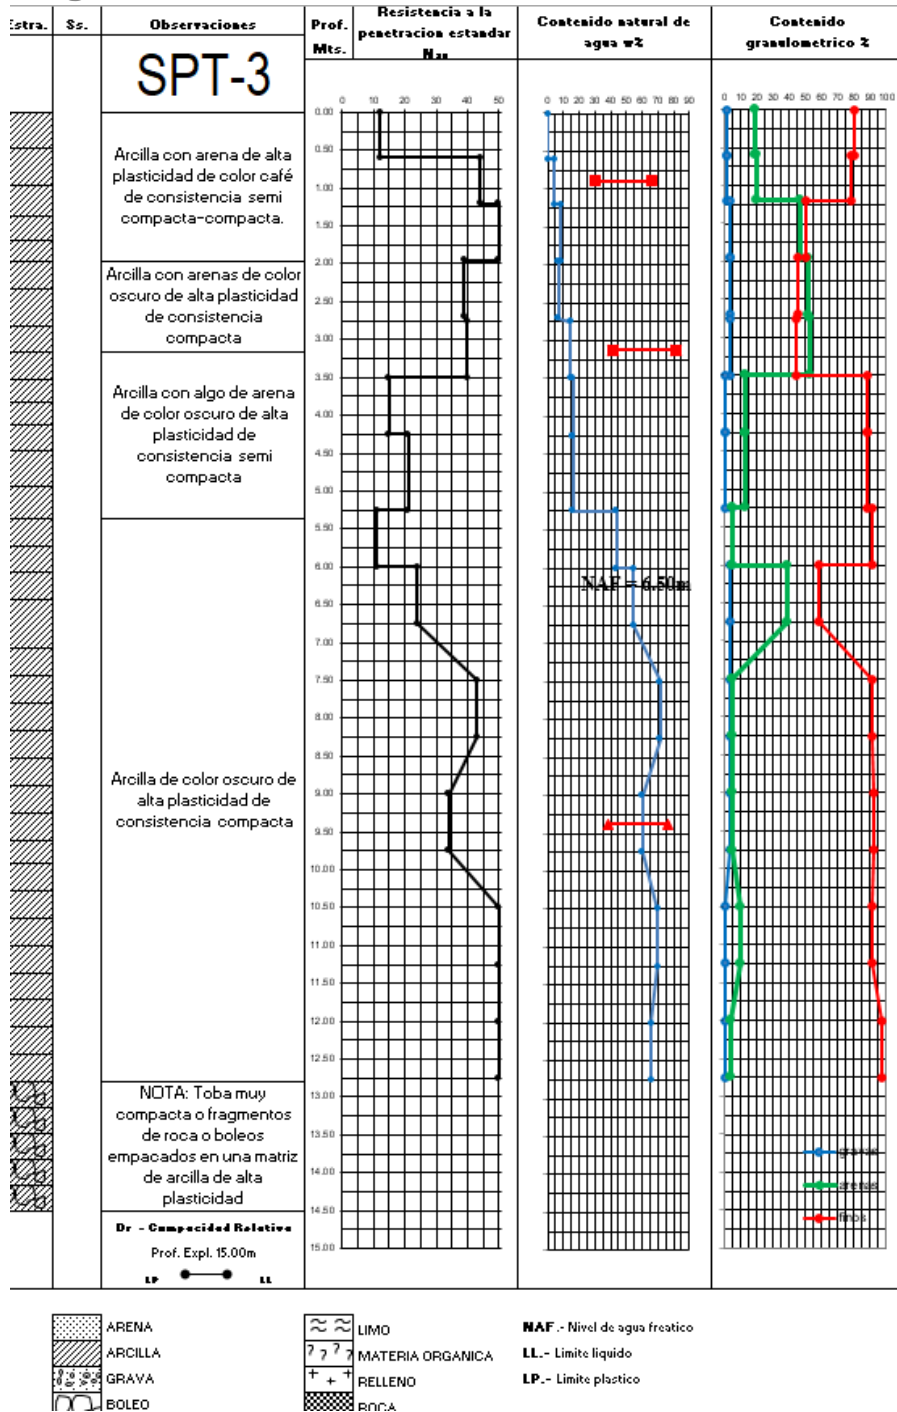 Estra. Ss. Observaciones Prof. Mts. Resistencia a la penetracion estandar Contenido natural de agua w% Contenido granulometrico %
SPT-3
0 10 20 30 40 50
0 10 20 30 40 50 60 70 80 90
0 10 20 30 40 50 60 70 80 90 100
0.00
0.50
1.00
1.50
2.00
2.50
3.00
3.50
4.00
4.50
5.00
5.50
6.00
6.50
7.00
7.50
8.00
8.50
9.00
9.50
10.00
10.50
11.00
11.50
12.00
12.50
13.00
13.50
14.00
14.50
15.00
Arcilla con arena de alta
plasticidad de color café
de consistencia semi
compacta-compacta.
Arcilla con arenas de color
oscuro de alta plasticidad
de consistencia
compacta
Arcilla con algo de arena
de color oscuro de alta
plasticidad de
consistencia semi
compacta
NAF = 6.50m
Arcilla de color oscuro de
alta plasticidad de
consistencia compacta
NOTA: Toba muy
compacta o fragmentos
de roca o boleos
empacados en una matriz
de arcilla de alta
plasticidad
gravas
arenas
finos
Dr - Compacidad Relativa
Prof. Expl. 15.00m
LP LL
ARENA
ARCILLA
GRAVA
BOLEO
LIMO
MATERIA ORGANICA
RELLENO
ROCA
NAF.- Nivel de agua freatico
LL.- Limite liquido
LP.- Limite plastico